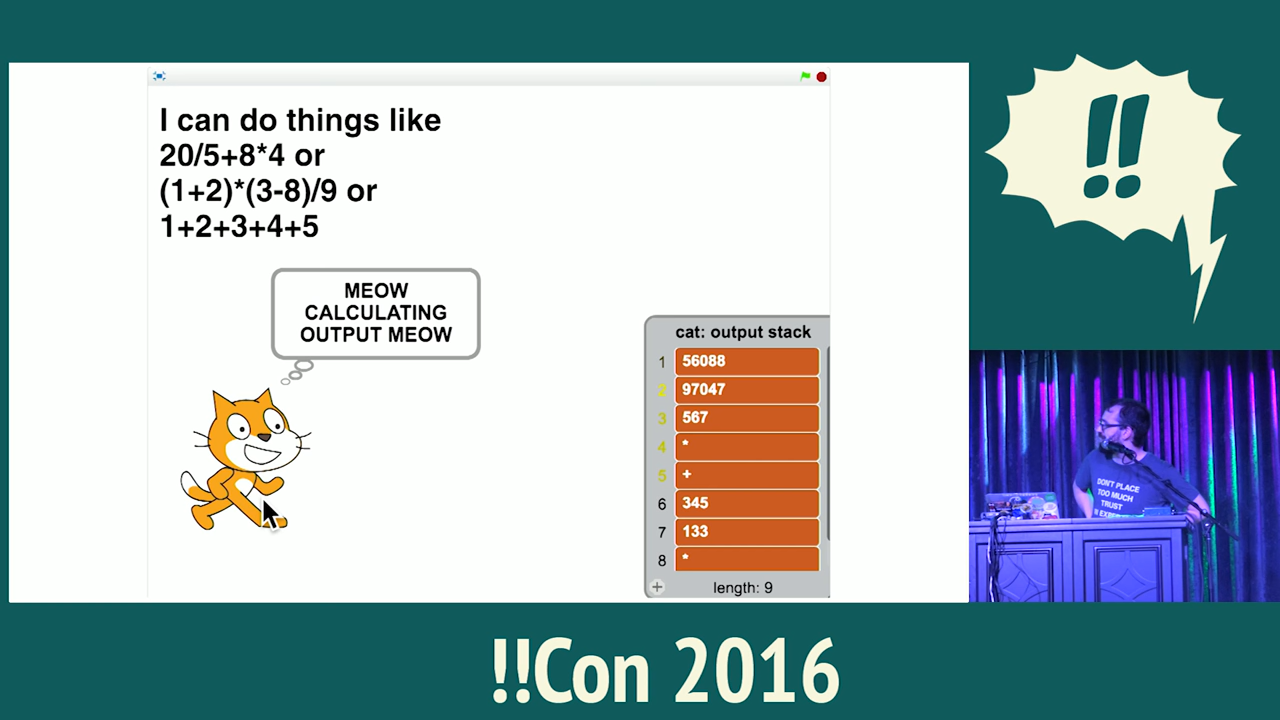 I can do things like
20/5+8*4 or
(1+2)*(3-8)/9 or
1+2+3+4+5
MEOW
CALCULATING
OUTPUT MEOW
cat: output stack
1 56088
2 97047
3 567
4 *
5 +
6 345
7 133
8 *
+ length: 9
!!
DON'T PLACE
TOO MUCH
TRUST
!!Con 2016